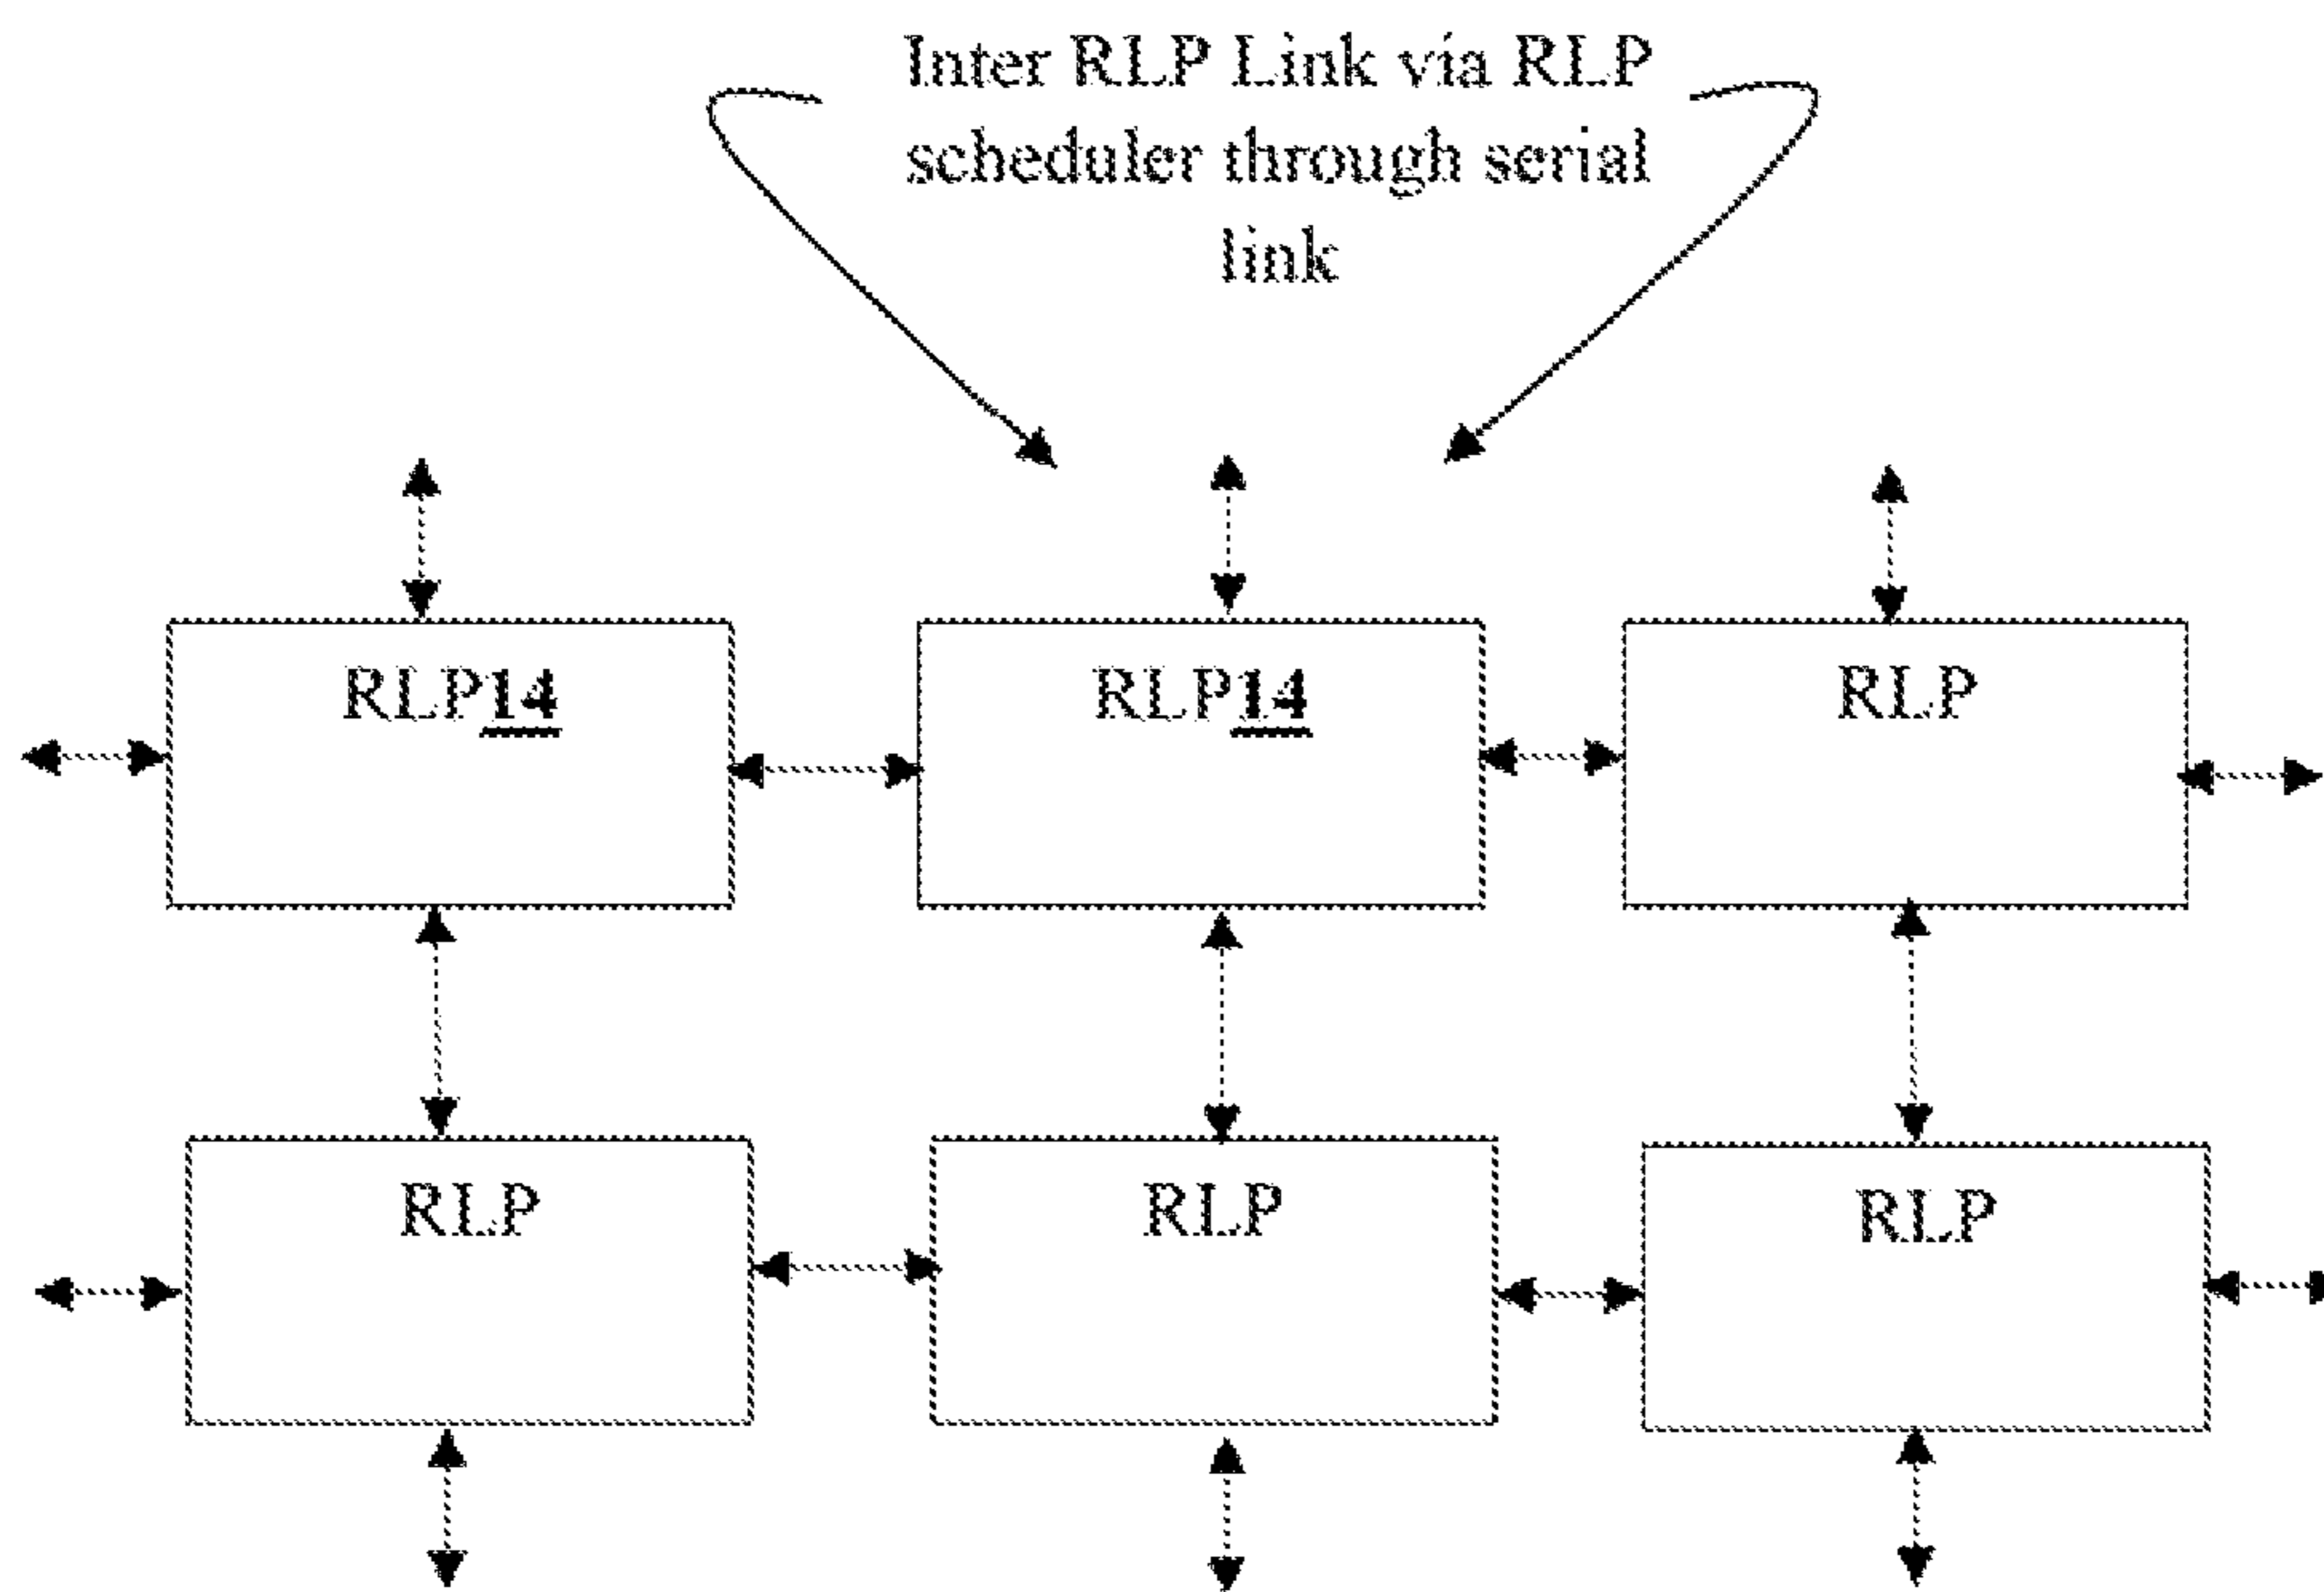 Inter RLP Link via RLP
scheduler through serial
link
RLP14
RLP14
RLP
RLP
RLP
RLP